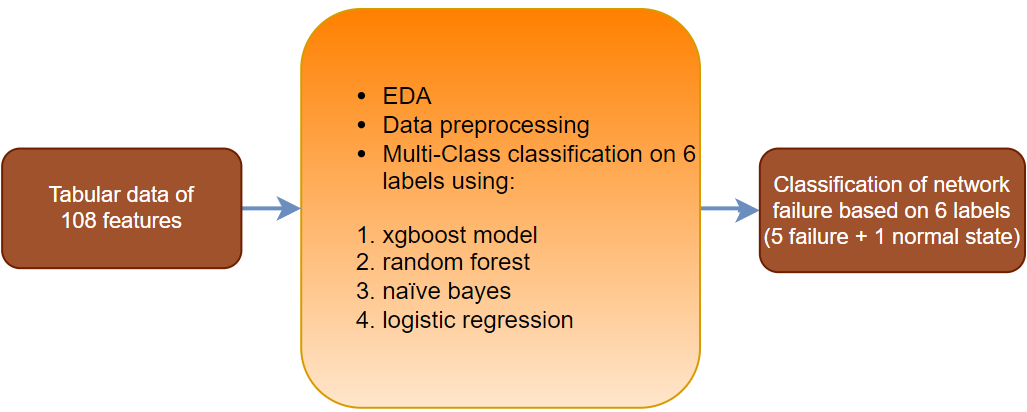 Tabular data of
108 features
• EDA
• Data preprocessing
• Multi-Class classification on 6
labels using:
1. xgboost model
2. random forest
3. naïve bayes
4. logistic regression
Classification of network
failure based on 6 labels
(5 failure + 1 normal state)